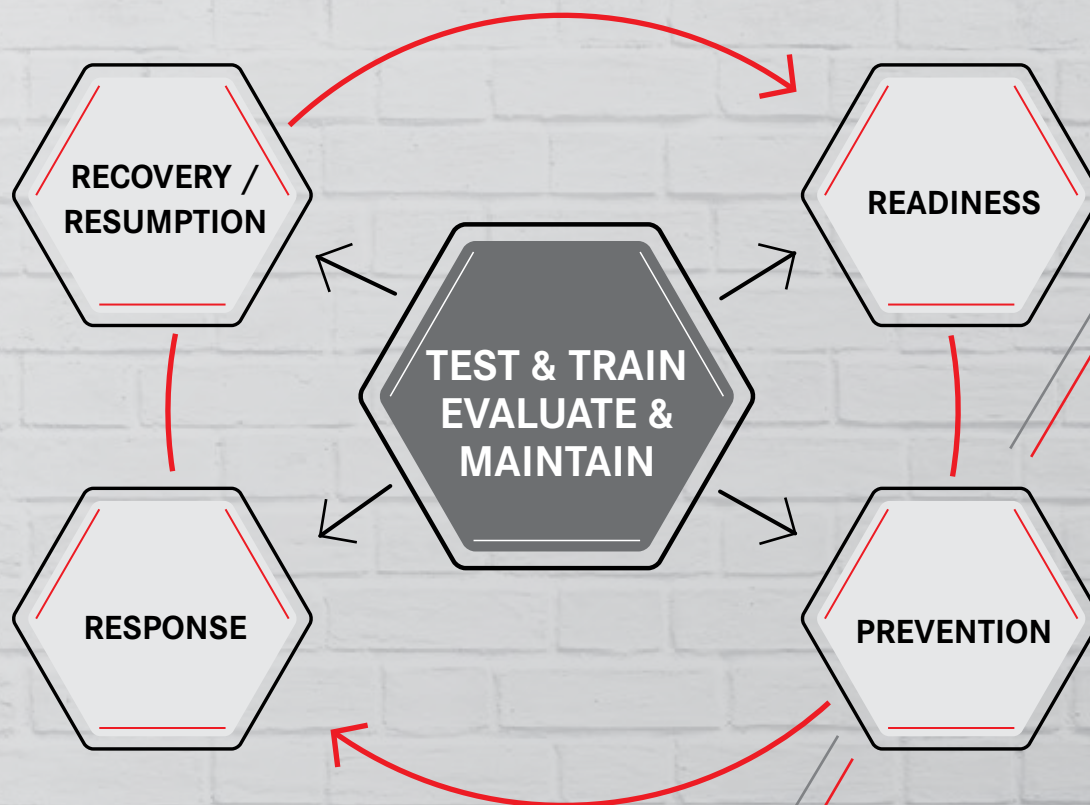 RECOVERY /
RESUMPTION
READINESS
TEST & TRAIN
EVALUATE &
MAINTAIN
RESPONSE
PREVENTION